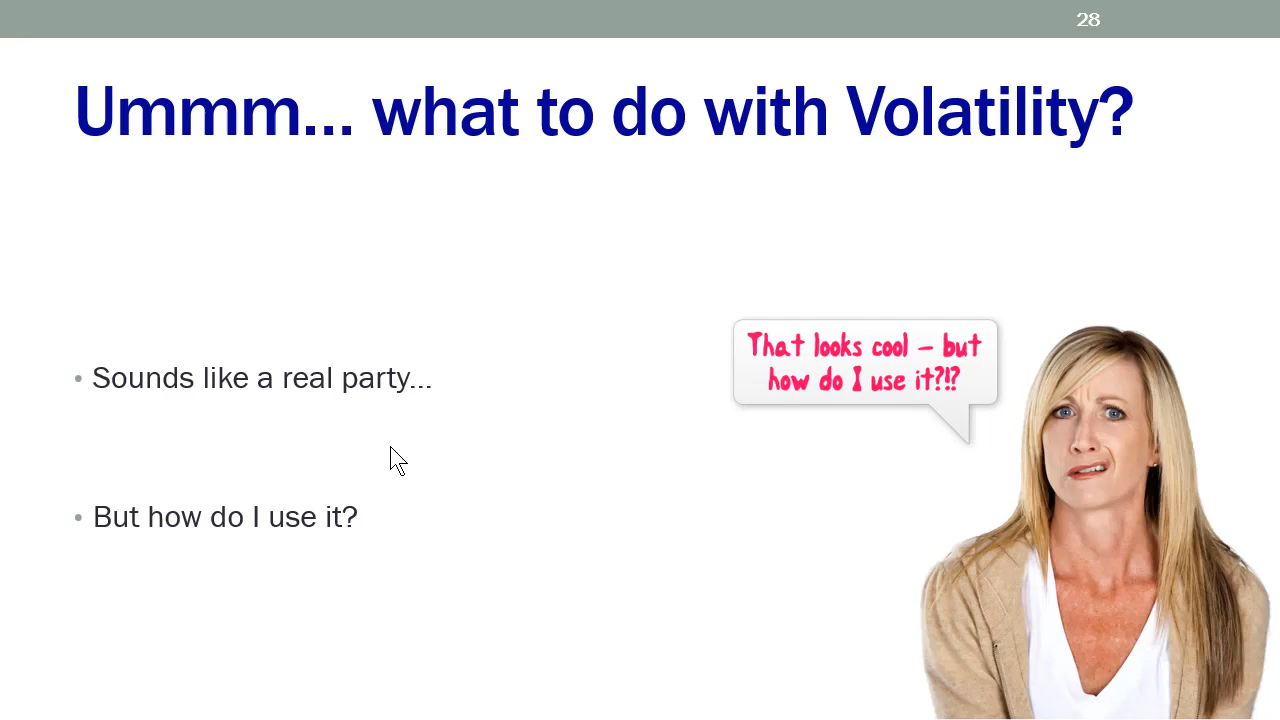 28
Ummm... what to do with Volatility?
That looks cool – but
how do I use it?!?
• Sounds like a real party...
• But how do I use it?